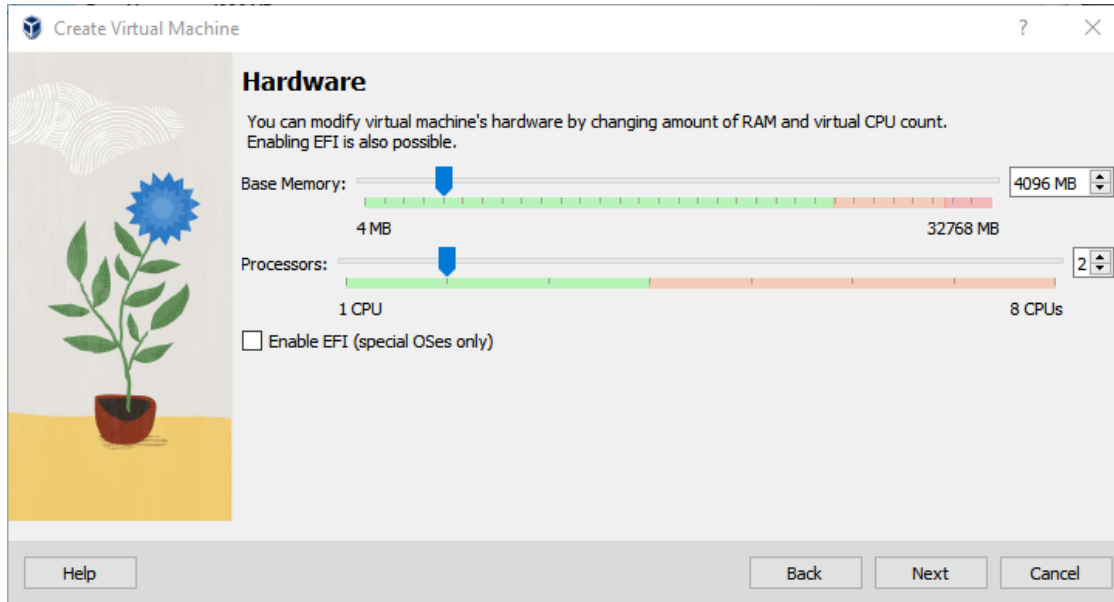 Create Virtual Machine
?
Hardware
You can modify virtual machine's hardware by changing amount of RAM and virtual CPU count.
Enabling EFI is also possible.
Base Memory: 4096 MB
4 MB 32768 MB
Processors: 2
1 CPU 8 CPUs
Enable EFI (special OSes only)
Help Back Next Cancel